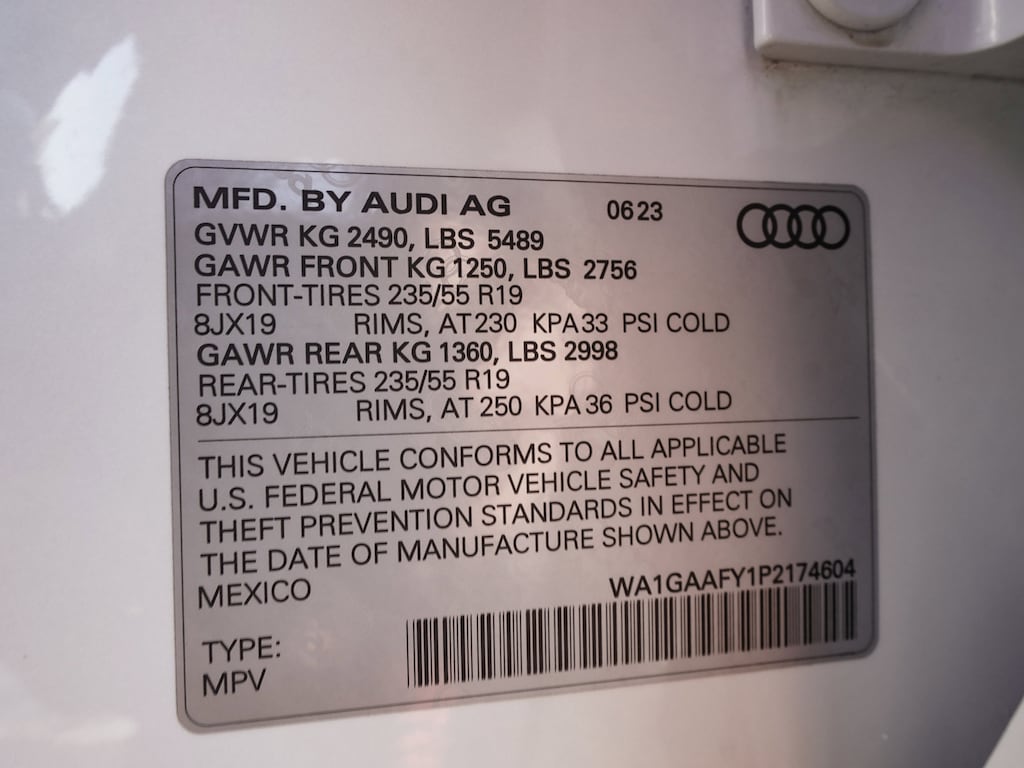 MFD. BY AUDI AG 0623
GVWR KG 2490, LBS 5489
GAWR FRONT KG 1250, LBS 2756
FRONT-TIRES 235/55 R19
8JX19 RIMS, AT 230 KPA 33 PSI COLD
GAWR REAR KG 1360, LBS 2998
REAR-TIRES 235/55 R19
8JX19 RIMS, AT 250 KPA 36 PSI COLD
THIS VEHICLE CONFORMS TO ALL APPLICABLE
U.S. FEDERAL MOTOR VEHICLE SAFETY AND
THEFT PREVENTION STANDARDS IN EFFECT ON
THE DATE OF MANUFACTURE SHOWN ABOVE.
MEXICO WA1GAAFY1P2174604
TYPE:
MPV